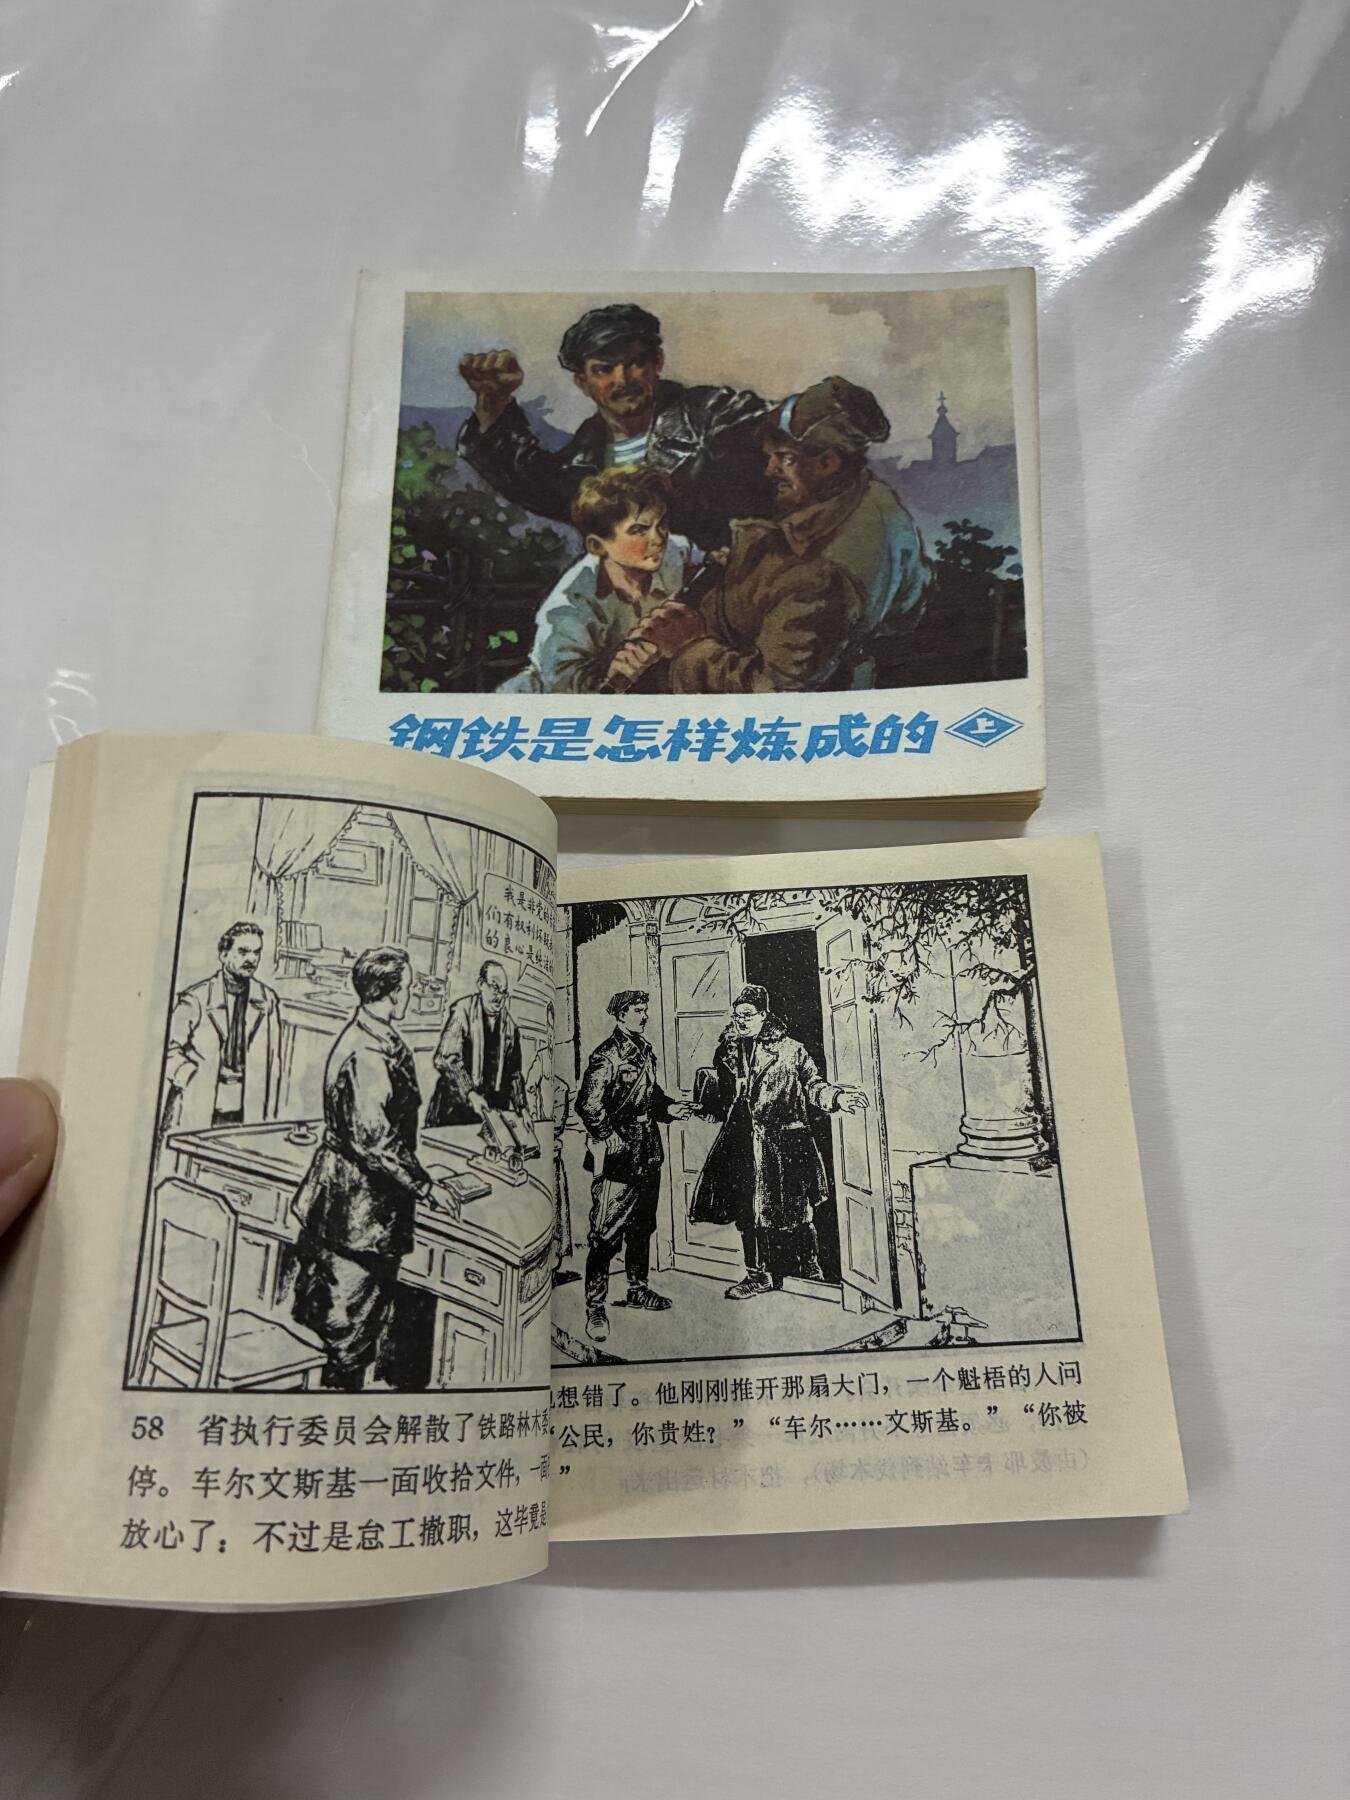 钢铁是怎样炼成的 上
我是非党
们有权利
的良心是纯洁
58 省执行委员会解散了铁路林木委
停。车尔文斯基一面收拾文件，一面
放心了：不过是怠工撤职，这毕竟是
想错了。他刚刚推开那扇大门，一个魁梧的人问
“公民，你贵姓？”“车尔……文斯基。”“你被
”